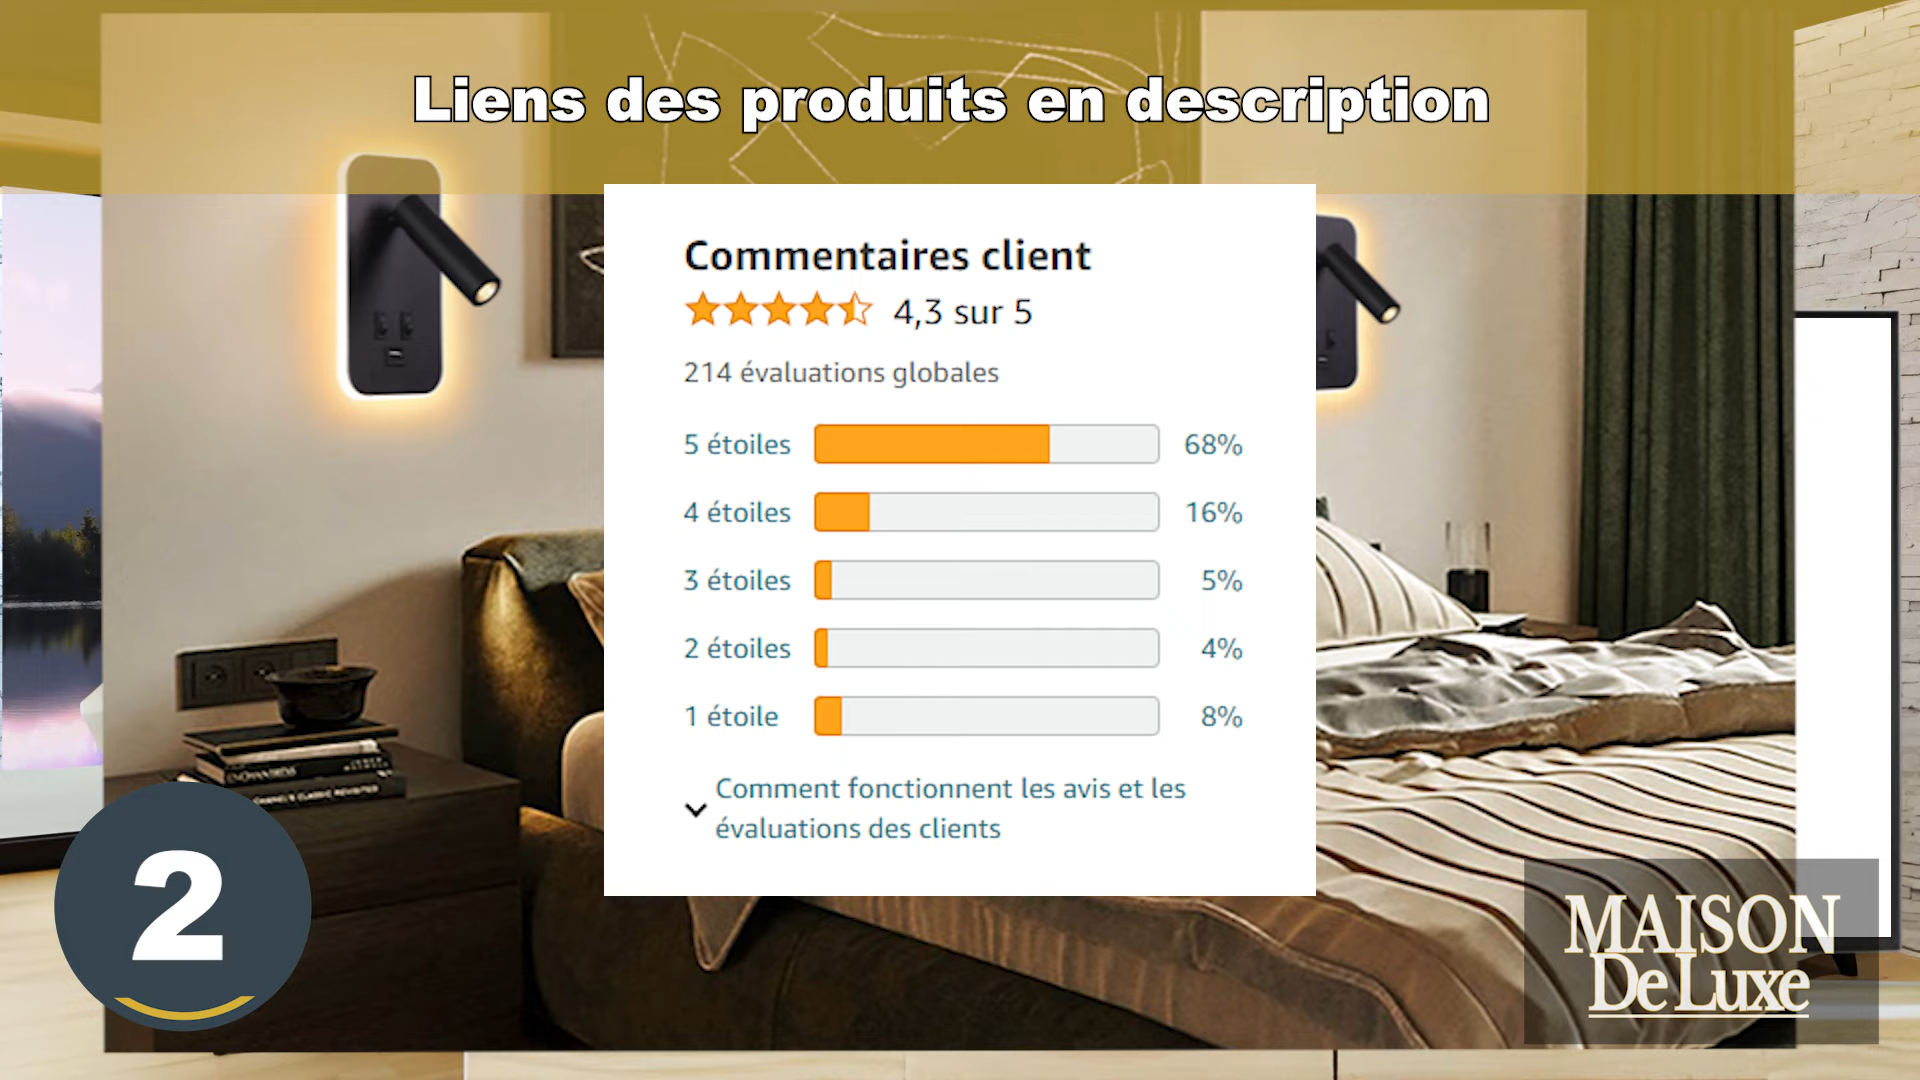 Liens des produits en description
Commentaires client
4,3 sur 5
214 évaluations globales
5 étoiles 68%
4 étoiles 16%
3 étoiles 5%
2 étoiles 4%
1 étoile 8%
Comment fonctionnent les avis et les
évaluations des clients
2
MAISON
DeLuxe